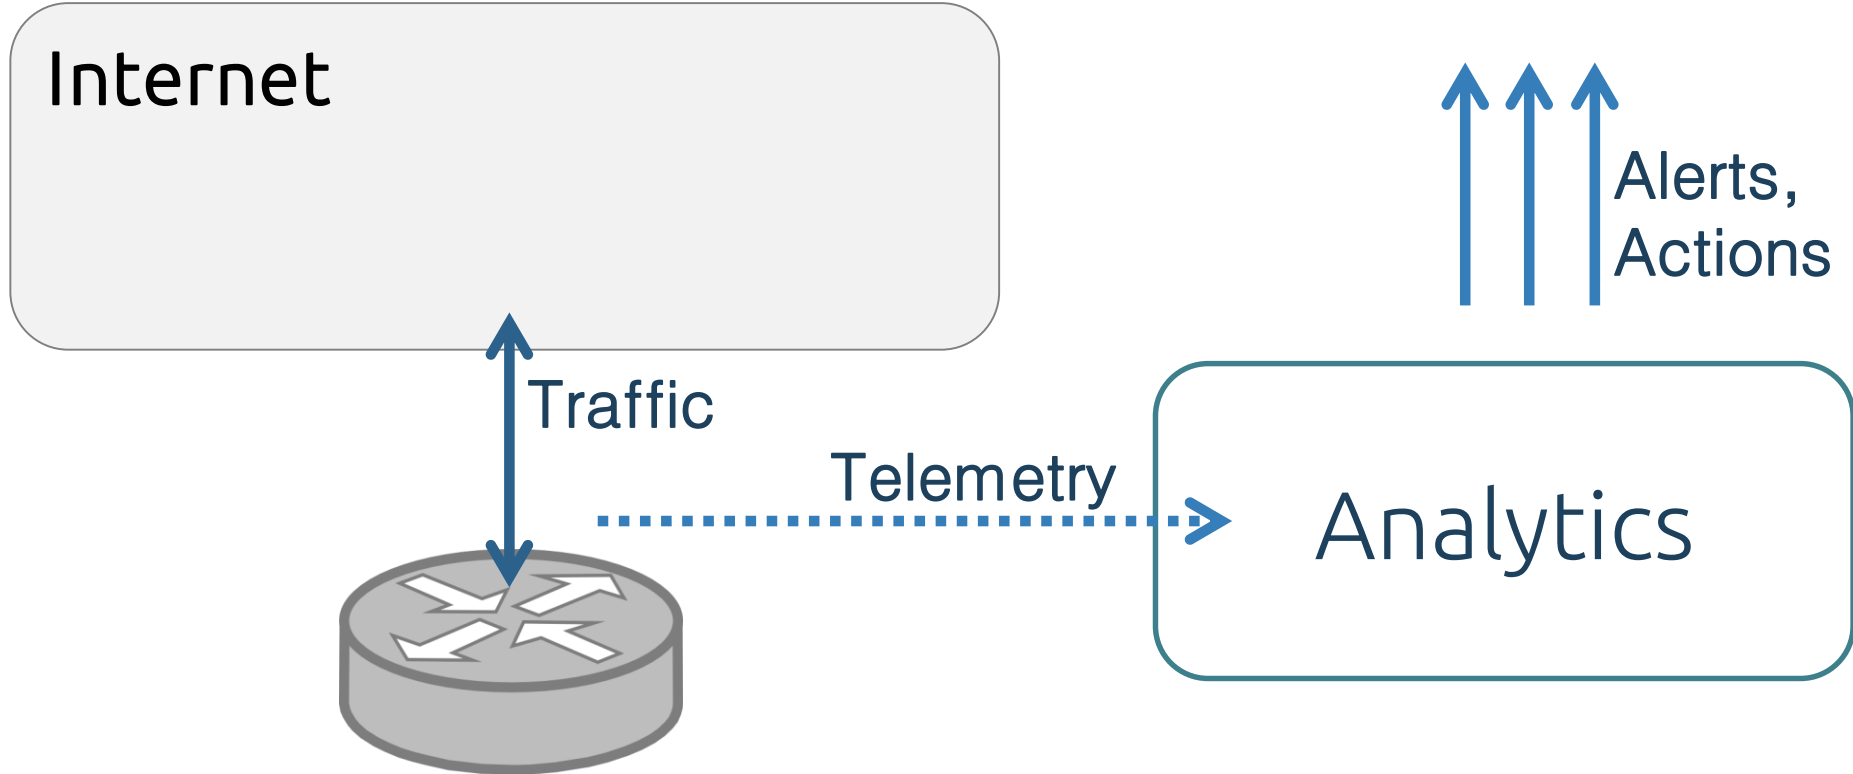 Internet
Alerts,
Actions
Traffic
Telemetry
Analytics